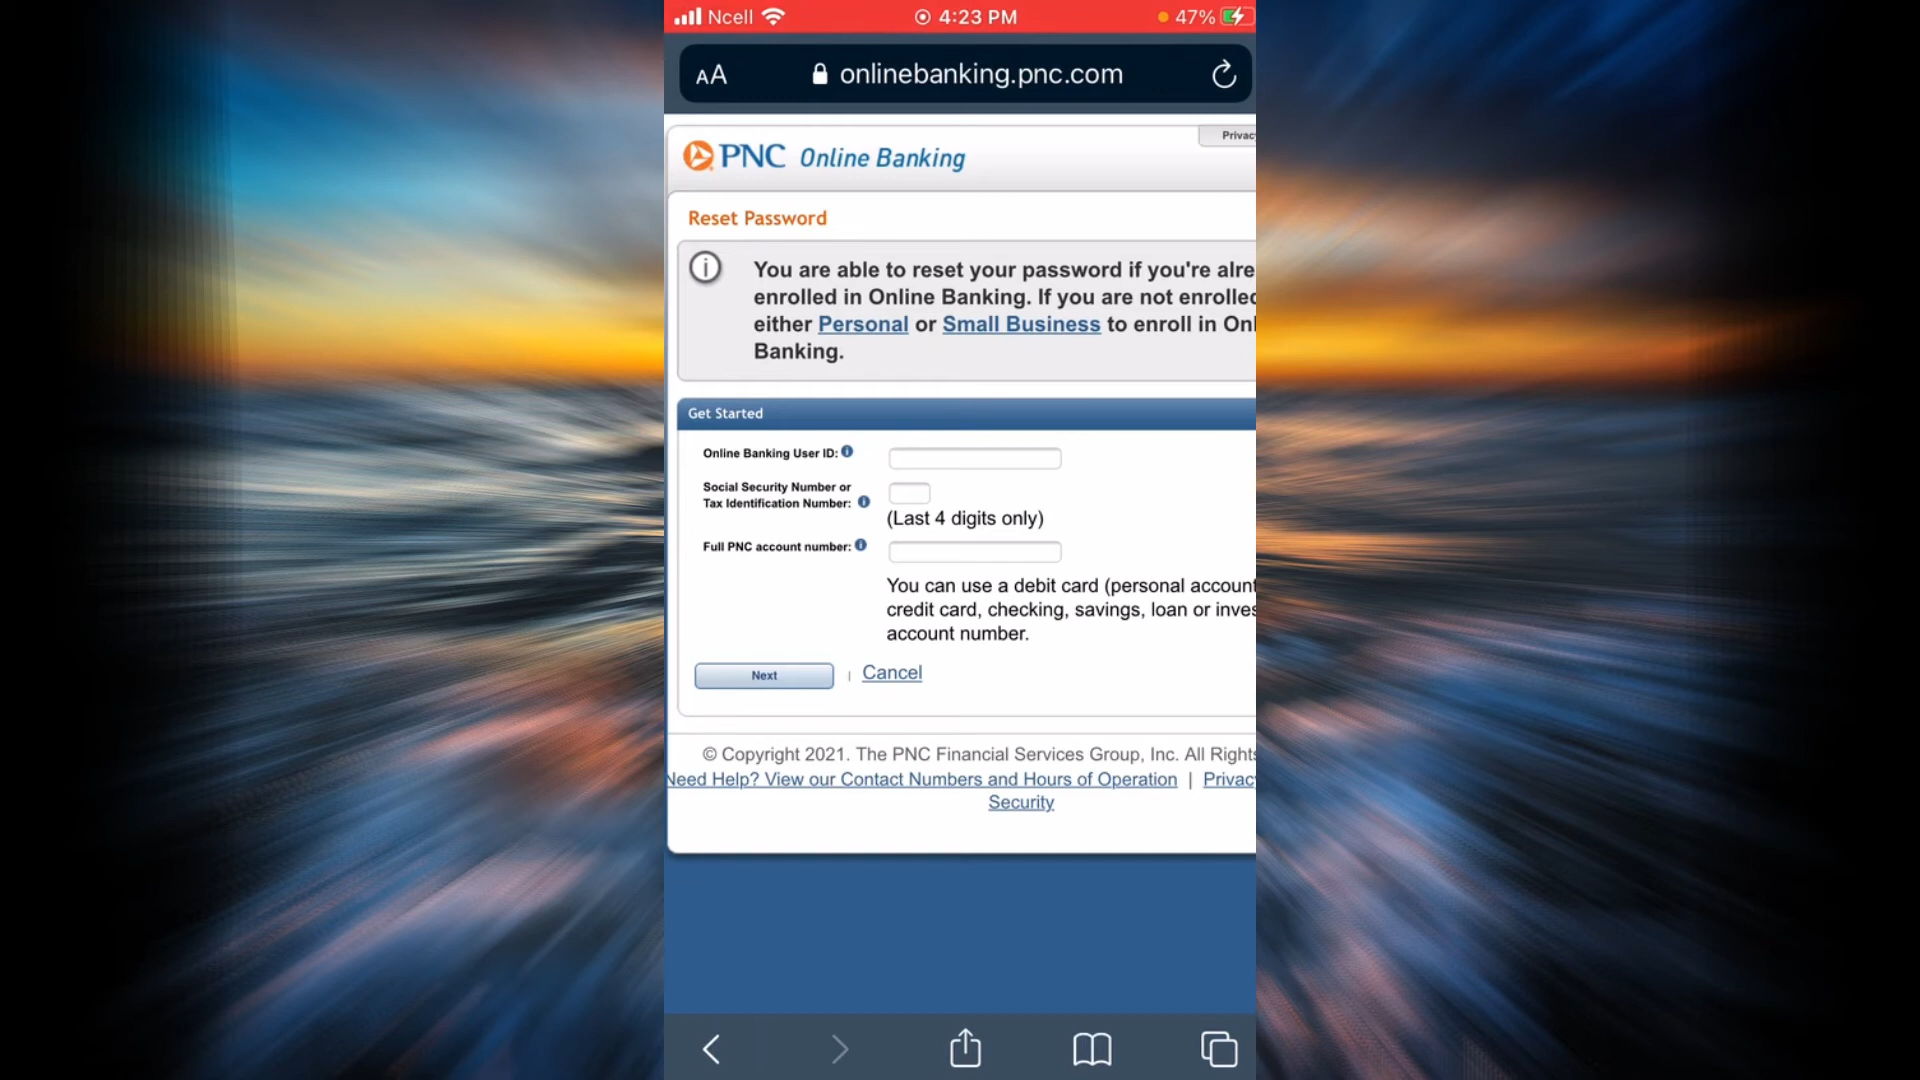 Ncell 4:23 PM 47%
AA onlinebanking.pnc.com
Privac
PNC Online Banking
Reset Password
You are able to reset your password if you're alre
enrolled in Online Banking. If you are not enrolled
either Personal or Small Business to enroll in Onl
Banking.
Get Started
Online Banking User ID:
Social Security Number or
Tax Identification Number:
(Last 4 digits only)
Full PNC account number:
You can use a debit card (personal account
credit card, checking, savings, loan or inves
account number.
Next | Cancel
© Copyright 2021. The PNC Financial Services Group, Inc. All Rights
Need Help? View our Contact Numbers and Hours of Operation | Privacy
Security